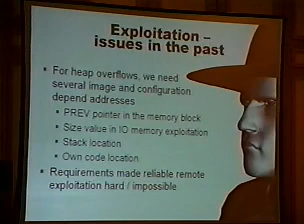 Exploitation –
issues in the past
• For heap overflows, we need
several image and configuration
depend addresses
• PREV pointer in the memory block
• Size value in IO memory exploitation
• Stack location
• Own code location
• Requirements made reliable remote
exploitation hard / impossible